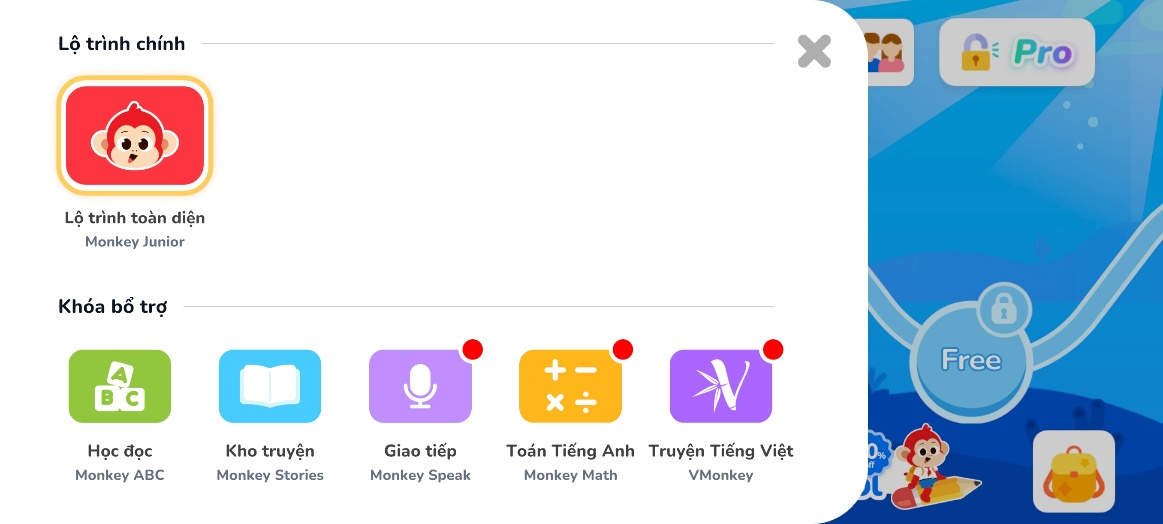 Lộ trình chính
Pro
Lộ trình toàn diện
Monkey Junior
Khóa bổ trợ
Free
A
B C
Học đọc
Monkey ABC
Kho truyện
Monkey Stories
Giao tiếp
Monkey Speak
Toán Tiếng Anh
Monkey Math
Truyện Tiếng Việt
VMonkey